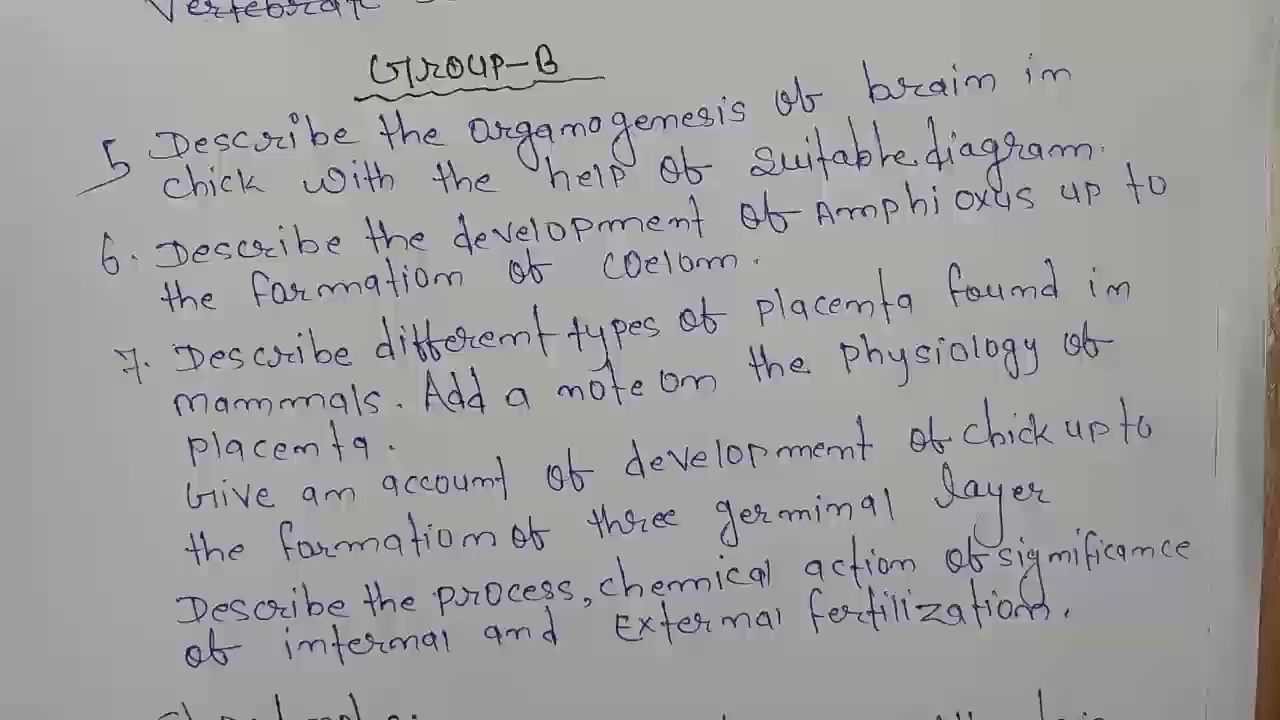 Vertebrat
Group-B
5 Describe the organogenesis of brain in
chick with the help of suitable diagram.
6. Describe the development of Amphioxus up to
the formation of coelom.
7. Describe different types of placenta found in
mammals. Add a note on the physiology of
placenta.
Give an account of development of chick up to
the formation of three germinal layer
Describe the process, chemical action of significance
of internal and External fertilization.